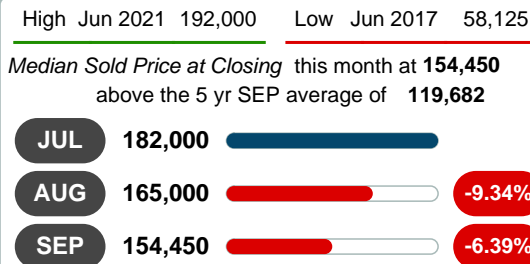 High Jun 2021 192,000 Low Jun 2017 58,125
Median Sold Price at Closing this month at 154,450
above the 5 yr SEP average of 119,682
JUL 182,000
AUG 165,000 -9.34%
SEP 154,450 -6.39%